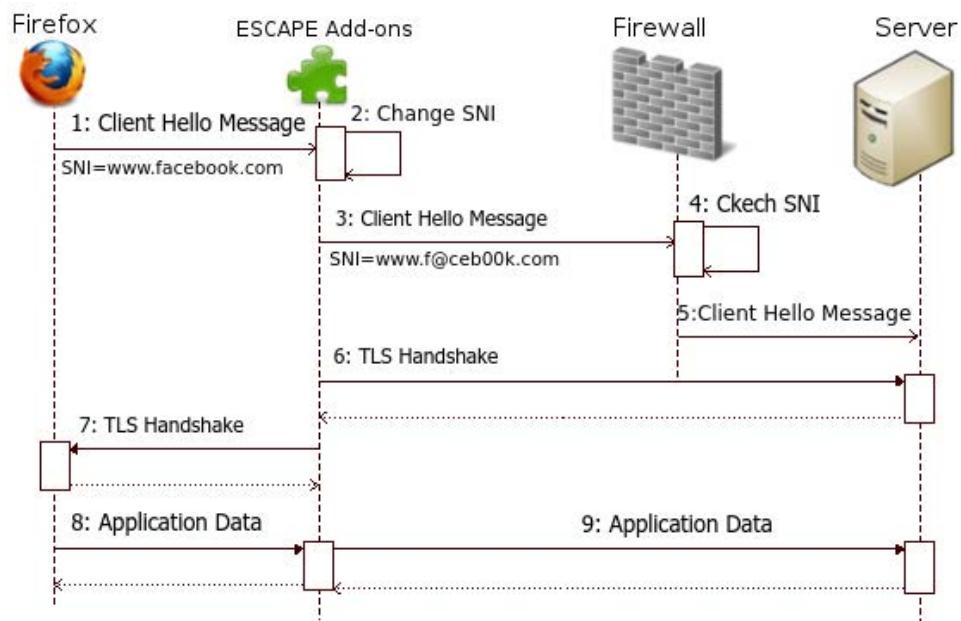 Firefox
ESCAPE Add-ons
Firewall
Server
1: Client Hello Message
2: Change SNI
SNI=www.facebook.com
3: Client Hello Message
4: Ckech SNI
SNI=www.f@ceb00k.com
5:Client Hello Message
6: TLS Handshake
7: TLS Handshake
8: Application Data
9: Application Data